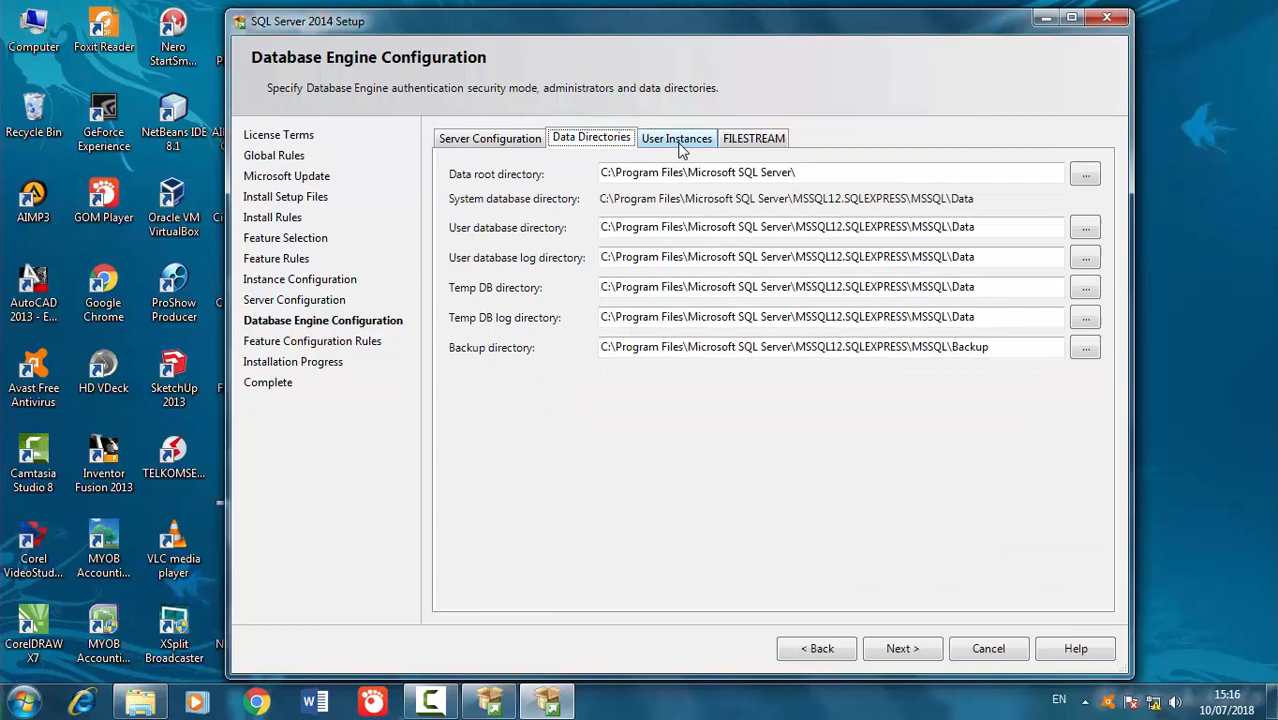 SQL Server 2014 Setup
Database Engine Configuration
Specify Database Engine authentication security mode, administrators and data directories.
License Terms
Global Rules
Microsoft Update
Install Setup Files
Install Rules
Feature Selection
Feature Rules
Instance Configuration
Server Configuration
Database Engine Configuration
Feature Configuration Rules
Installation Progress
Complete
Server Configuration Data Directories User Instances FILESTREAM
Data root directory: C:\Program Files\Microsoft SQL Server\ ...
System database directory: C:\Program Files\Microsoft SQL Server\MSSQL12.SQLEXPRESS\MSSQL\Data
User database directory: C:\Program Files\Microsoft SQL Server\MSSQL12.SQLEXPRESS\MSSQL\Data ...
User database log directory: C:\Program Files\Microsoft SQL Server\MSSQL12.SQLEXPRESS\MSSQL\Data ...
Temp DB directory: C:\Program Files\Microsoft SQL Server\MSSQL12.SQLEXPRESS\MSSQL\Data ...
Temp DB log directory: C:\Program Files\Microsoft SQL Server\MSSQL12.SQLEXPRESS\MSSQL\Data ...
Backup directory: C:\Program Files\Microsoft SQL Server\MSSQL12.SQLEXPRESS\MSSQL\Backup ...
< Back Next > Cancel Help
Computer
Foxit Reader
Nero
StartSm...
Recycle Bin
GeForce
Experience
NetBeans IDE
8.1
AIMP3
GOM Player
Oracle VM
VirtualBox
AutoCAD
2013 - E...
Google
Chrome
ProShow
Producer
Avast Free
Antivirus
HD VDeck
SketchUp
2013
Camtasia
Studio 8
Inventor
Fusion 2013
TELKOMSE...
Corel
VideoStud...
MYOB
Accounti...
VLC media
player
CorelDRAW
X7
MYOB
Accounti...
XSplit
Broadcaster
EN
15:16
10/07/2018